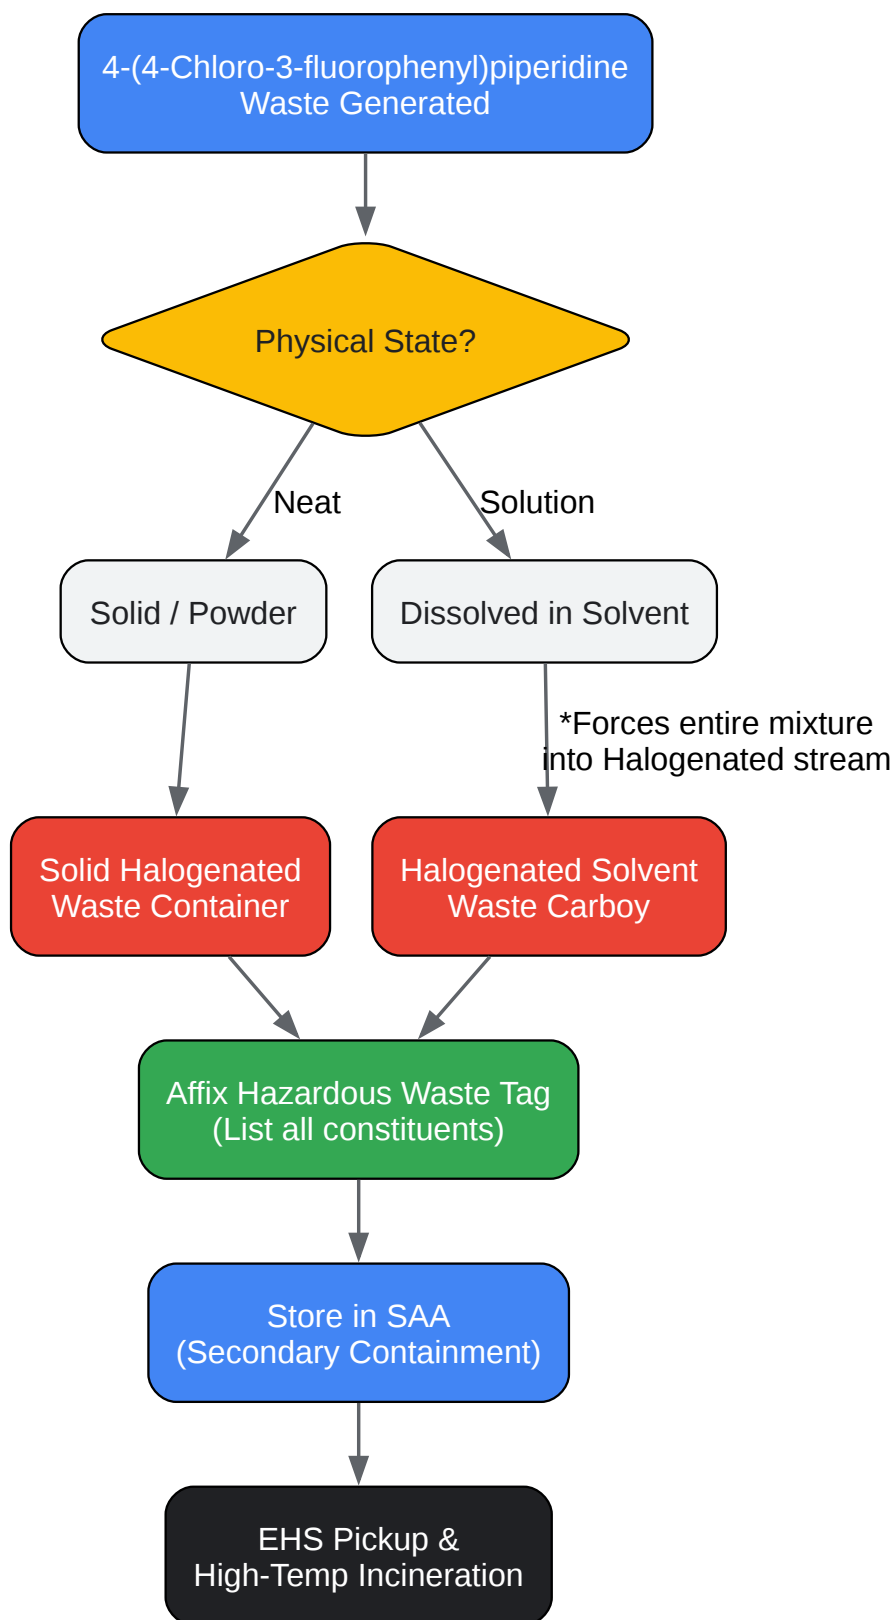 4-(4-Chloro-3-fluorophenyl)piperidine
Waste Generated
Physical State?
Neat
Solution
Solid / Powder
Dissolved in Solvent
*Forces entire mixture
into Halogenated stream
Solid Halogenated
Waste Container
Halogenated Solvent
Waste Carboy
Affix Hazardous Waste Tag
(List all constituents)
Store in SAA
(Secondary Containment)
EHS Pickup &
High-Temp Incineration